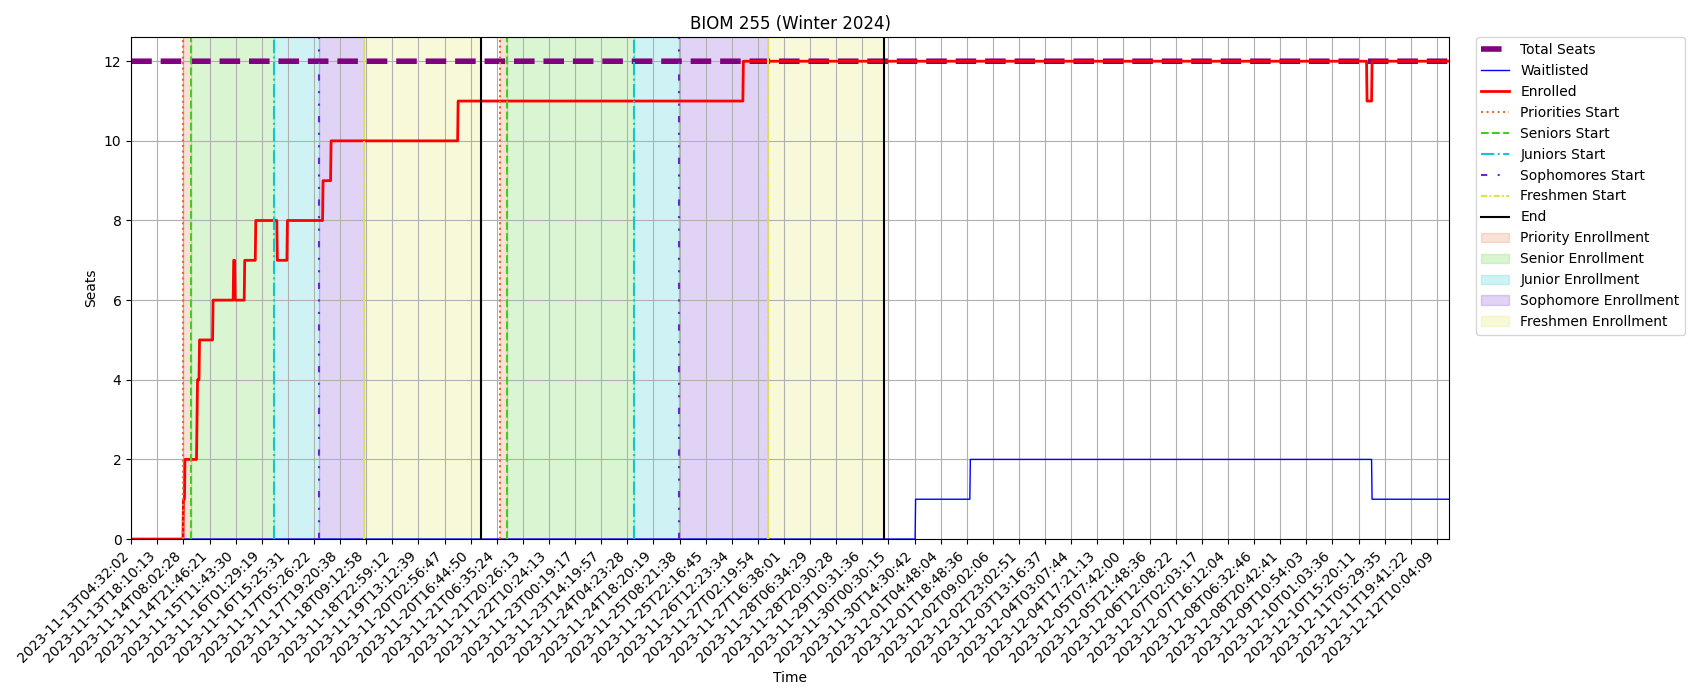 BIOM 255 (Winter 2024)
Seats
12
10
8
6
4
2
0
2023-11-13T04:32:02
2023-11-13T18:10:13
2023-11-14T08:02:28
2023-11-14T21:46:21
2023-11-15T11:43:30
2023-11-16T01:29:19
2023-11-16T15:25:31
2023-11-17T05:26:22
2023-11-17T19:20:38
2023-11-18T09:12:58
2023-11-18T22:59:12
2023-11-19T13:12:39
2023-11-20T02:56:47
2023-11-20T16:44:50
2023-11-21T06:35:24
2023-11-21T20:26:13
2023-11-22T10:24:13
2023-11-23T00:19:17
2023-11-23T14:19:57
2023-11-24T04:23:28
2023-11-24T18:20:19
2023-11-25T08:21:38
2023-11-25T22:16:45
2023-11-26T12:23:34
2023-11-27T02:19:54
2023-11-27T16:38:01
2023-11-28T06:34:29
2023-11-28T20:30:28
2023-11-29T10:31:36
2023-11-30T00:30:15
2023-11-30T14:30:42
2023-12-01T04:48:04
2023-12-01T18:48:36
2023-12-02T09:02:06
2023-12-02T23:02:51
2023-12-03T13:16:37
2023-12-04T03:07:44
2023-12-04T17:21:13
2023-12-05T07:42:00
2023-12-05T21:48:36
2023-12-06T12:08:22
2023-12-07T02:03:17
2023-12-07T16:12:04
2023-12-08T06:32:46
2023-12-08T20:42:41
2023-12-09T10:54:03
2023-12-10T01:03:36
2023-12-10T15:20:11
2023-12-11T05:29:35
2023-12-11T19:41:22
2023-12-12T10:04:09
Time
Total Seats
Waitlisted
Enrolled
Priorities Start
Seniors Start
Juniors Start
Sophomores Start
Freshmen Start
End
Priority Enrollment
Senior Enrollment
Junior Enrollment
Sophomore Enrollment
Freshmen Enrollment